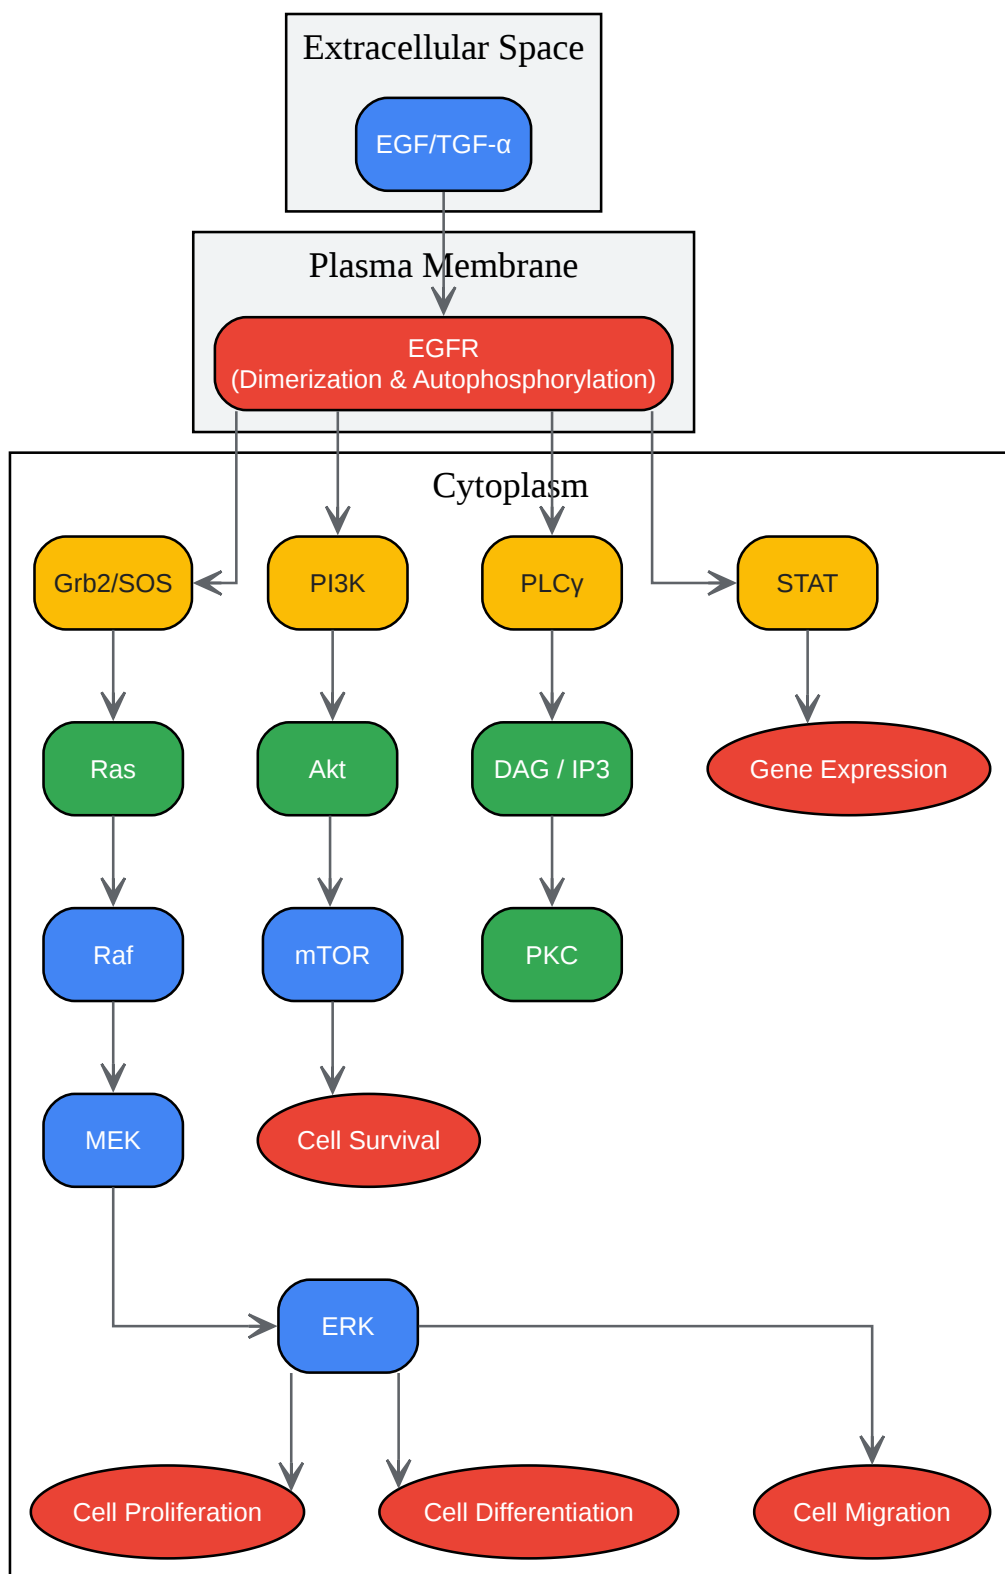 Extracellular Space
EGF/TGF-α
Plasma Membrane
EGFR
(Dimerization & Autophosphorylation)
Cytoplasm
Grb2/SOS
PI3K
PLCγ
STAT
Ras
Akt
DAG / IP3
Gene Expression
Raf
mTOR
PKC
MEK
Cell Survival
ERK
Cell Proliferation
Cell Differentiation
Cell Migration